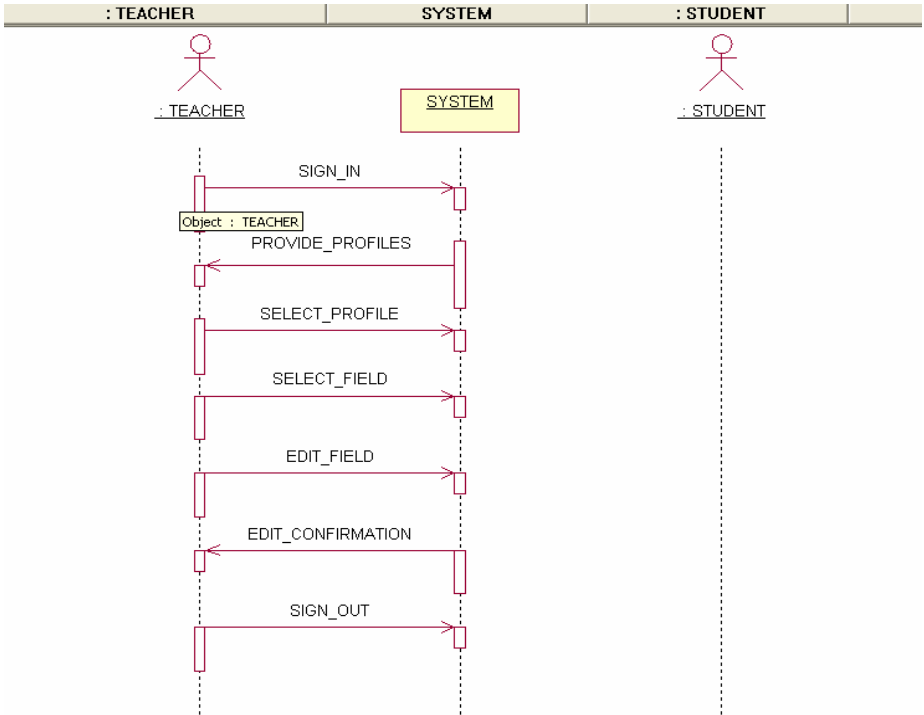 : TEACHER SYSTEM : STUDENT
: TEACHER SYSTEM : STUDENT
SIGN_IN
Object : TEACHER
PROVIDE_PROFILES
SELECT_PROFILE
SELECT_FIELD
EDIT_FIELD
EDIT_CONFIRMATION
SIGN_OUT